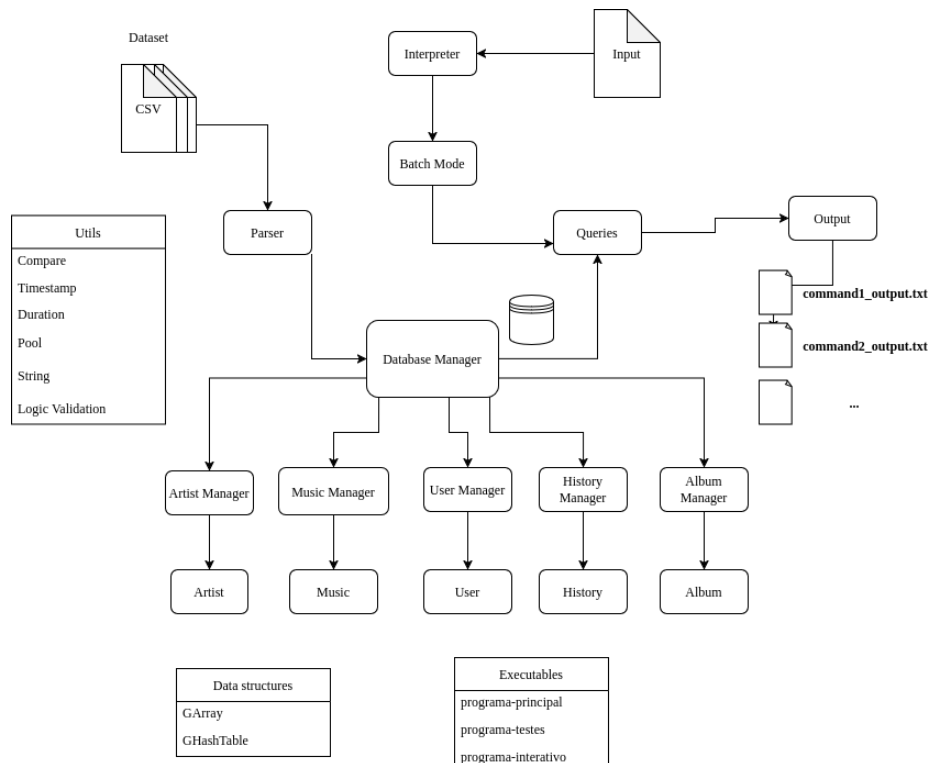 Dataset
CSV
Interpreter
Input
Batch Mode
Utils
Compare
Timestamp
Duration
Pool
String
Logic Validation
Parser
Queries
Output
command1_output.txt
command2_output.txt
...
Database Manager
Artist Manager
Music Manager
User Manager
History
Manager
Album
Manager
Artist
Music
User
History
Album
Data structures
GArray
GHashTable
Executables
programa-principal
programa-testes
programa-interativo